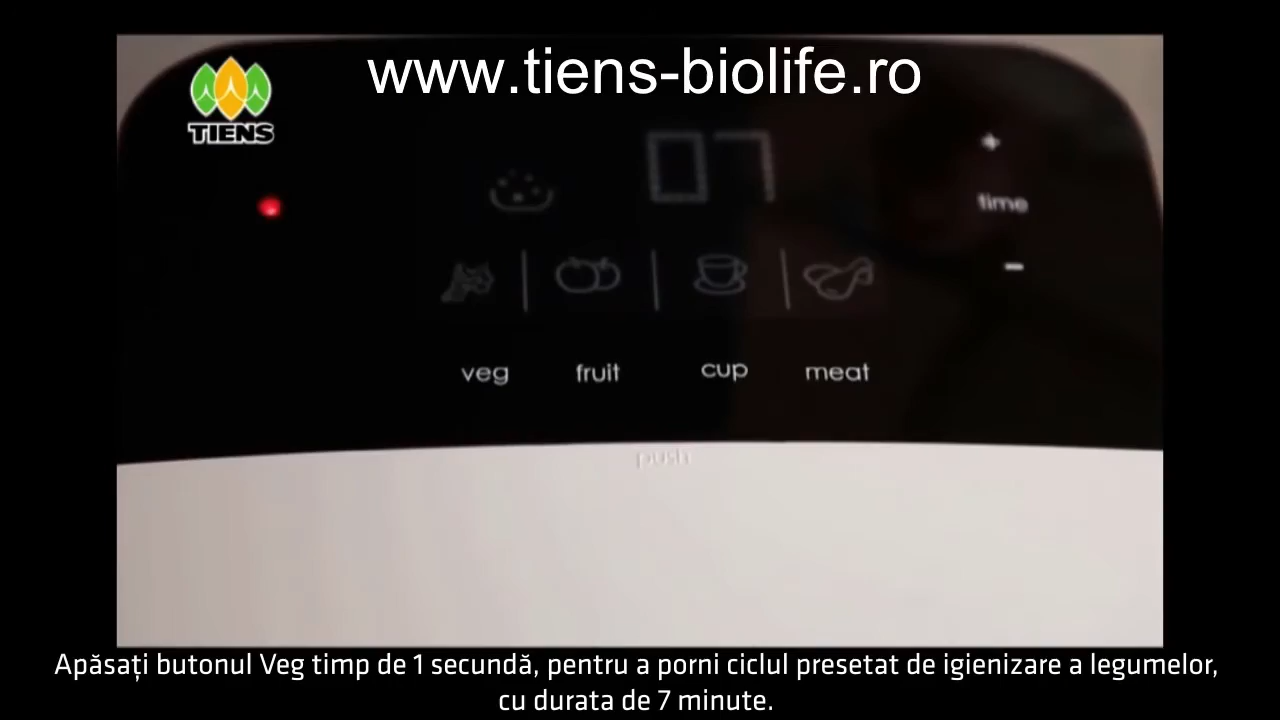 www.tiens-biolife.ro
TIENS
07
+
time
-
veg
fruit
cup
meat
push
Apăsați butonul Veg timp de 1 secundă, pentru a porni ciclul presetat de igienizare a legumelor,
cu durata de 7 minute.